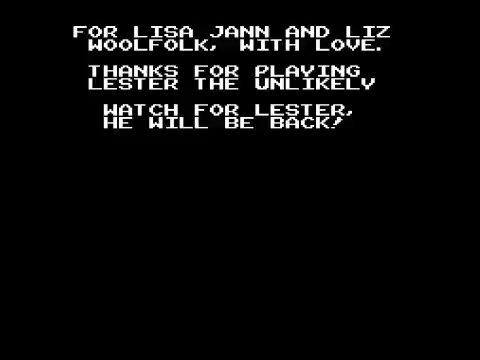 FOR LISA JANN AND LIZ
WOOLFOLK, WITH LOVE.
THANKS FOR PLAYING
LESTER THE UNLIKELY
WATCH FOR LESTER,
HE WILL BE BACK!